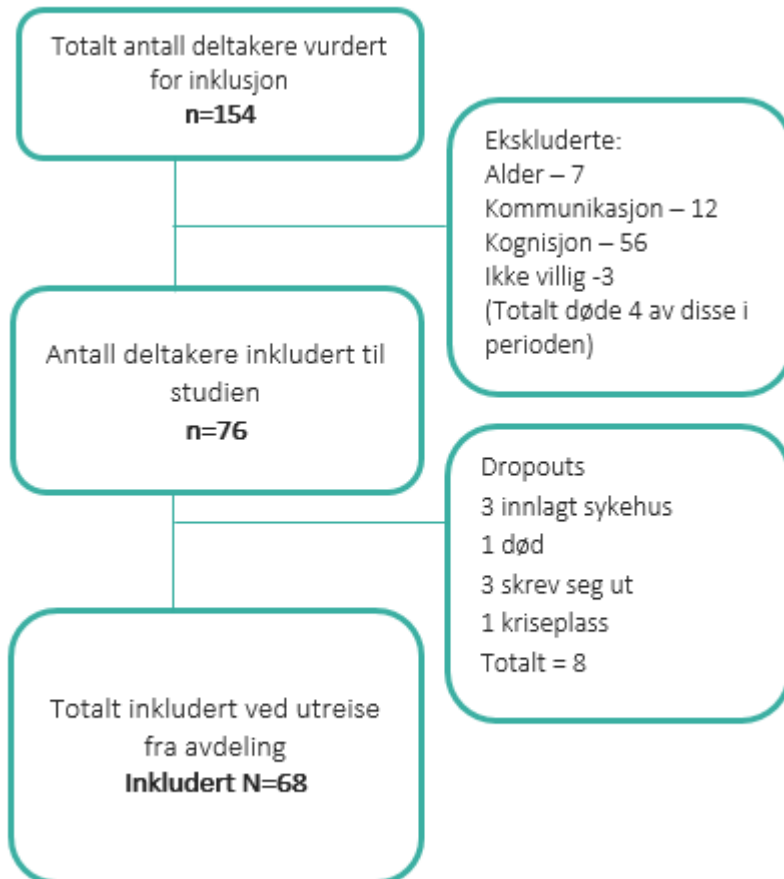 Totalt antall deltakere vurdert
for inklusjon
n=154
Ekskluderte:
Alder – 7
Kommunikasjon – 12
Kognisjon – 56
Ikke villig -3
(Totalt døde 4 av disse i
perioden)
Antall deltakere inkludert til
studien
n=76
Dropouts
3 innlagt sykehus
1 død
3 skrev seg ut
1 kriseplass
Totalt = 8
Totalt inkludert ved utreise
fra avdeling
Inkludert N=68